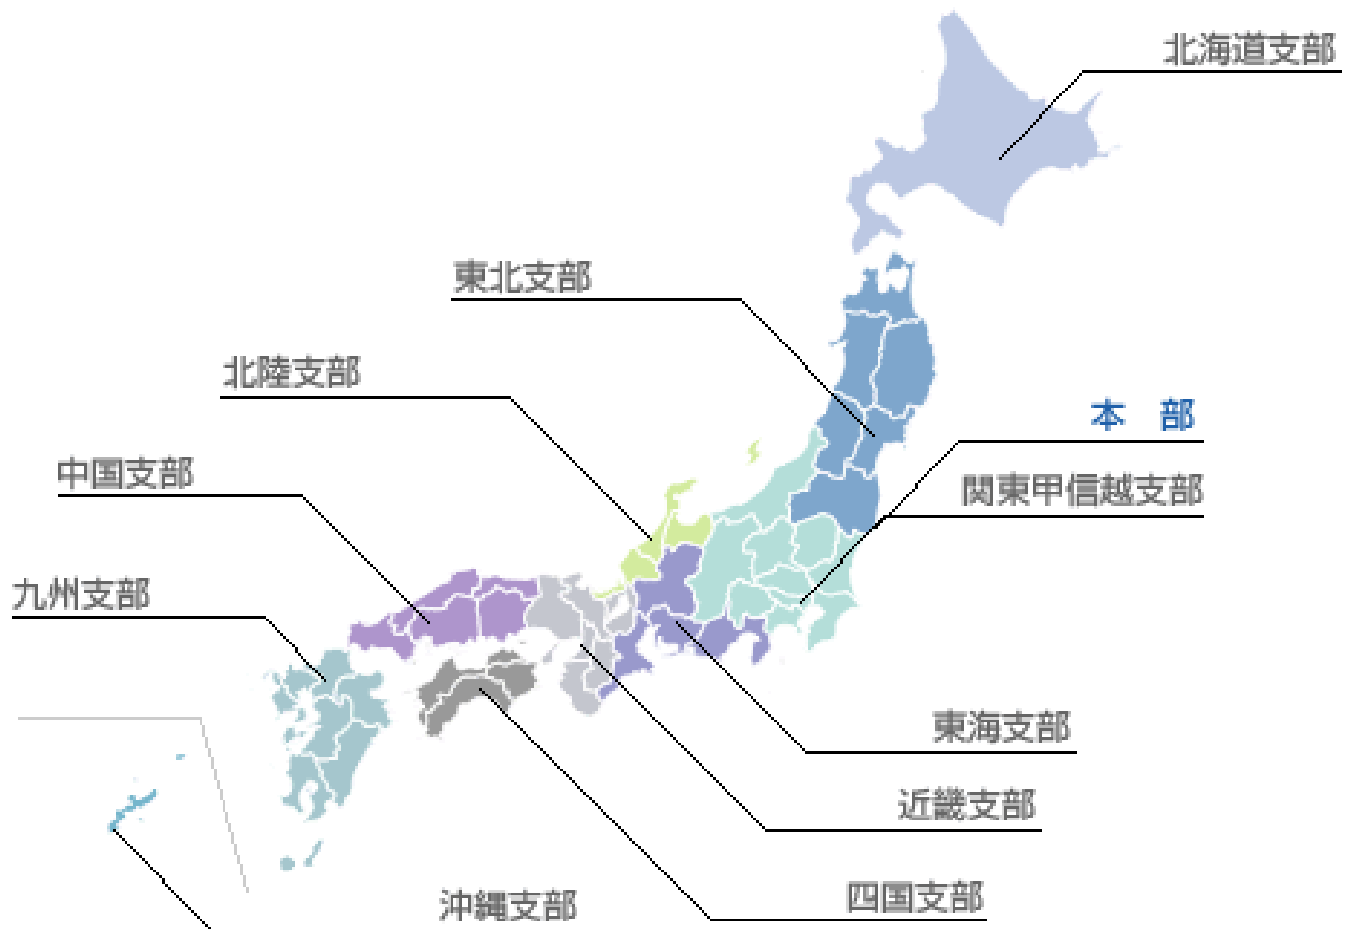 北海道支部
東北支部
北陸支部
本　部
中国支部
関東甲信越支部
九州支部
東海支部
近畿支部
四国支部
沖縄支部